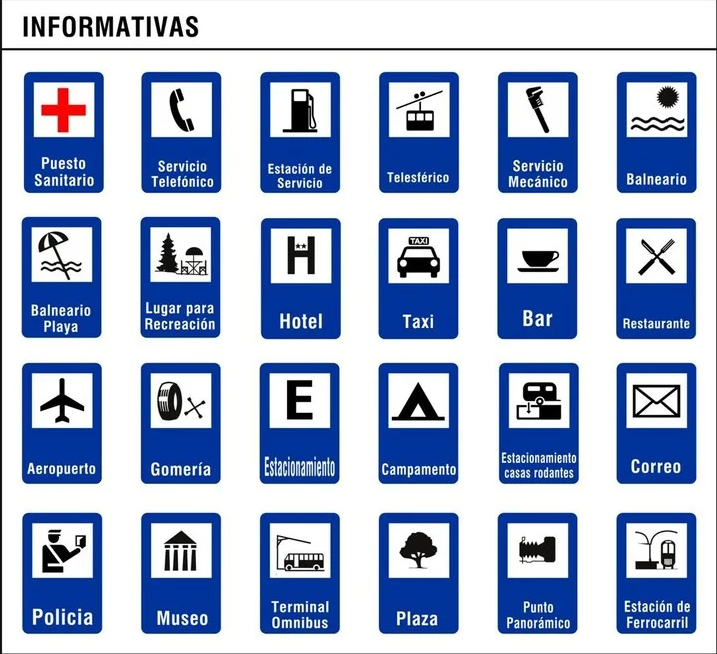 INFORMATIVAS
Puesto
Sanitario
Servicio
Telefónico
Estación de
Servicio
Telesférico
Servicio
Mecánico
Balneario
Balneario
Playa
Lugar para
Recreación
H
Hotel
TAXI
Taxi
Bar
Restaurante
Aeropuerto
Gomería
E
Estacionamiento
Campamento
Estacionamiento
casas rodantes
Correo
Policia
Museo
Terminal
Omnibus
Plaza
Punto
Panorámico
Estación de
Ferrocarril